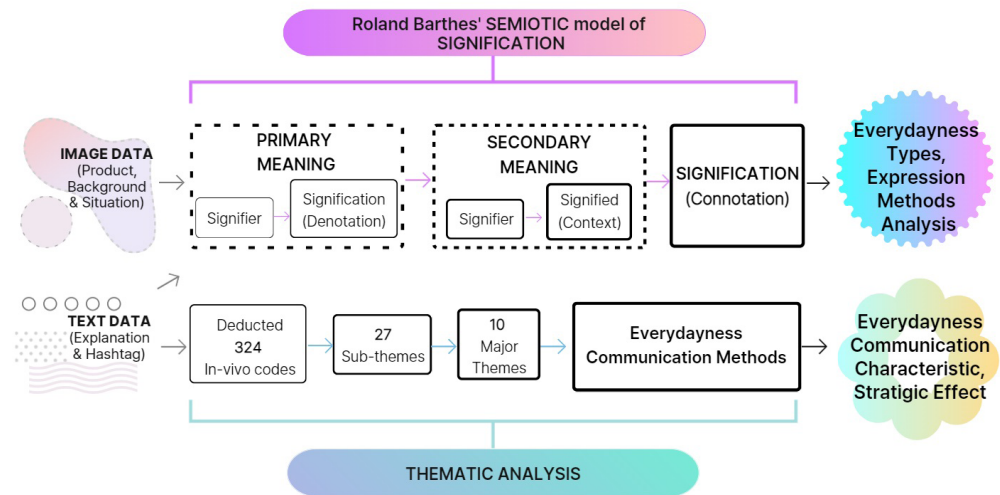 Roland Barthes' SEMIOTIC model of
SIGNIFICATION
IMAGE DATA
(Product,
Background
& Situation)
PRIMARY
MEANING
Signifier
Signification
(Denotation)
SECONDARY
MEANING
Signifier
Signified
(Context)
SIGNIFICATION
(Connotation)
Everydayness
Types,
Expression
Methods
Analysis
TEXT DATA
(Explanation
& Hashtag)
Deducted
324
In-vivo codes
27
Sub-themes
10
Major
Themes
Everydayness
Communication Methods
Everydayness
Communication
Characteristic,
Stratigic Effect
THEMATIC ANALYSIS